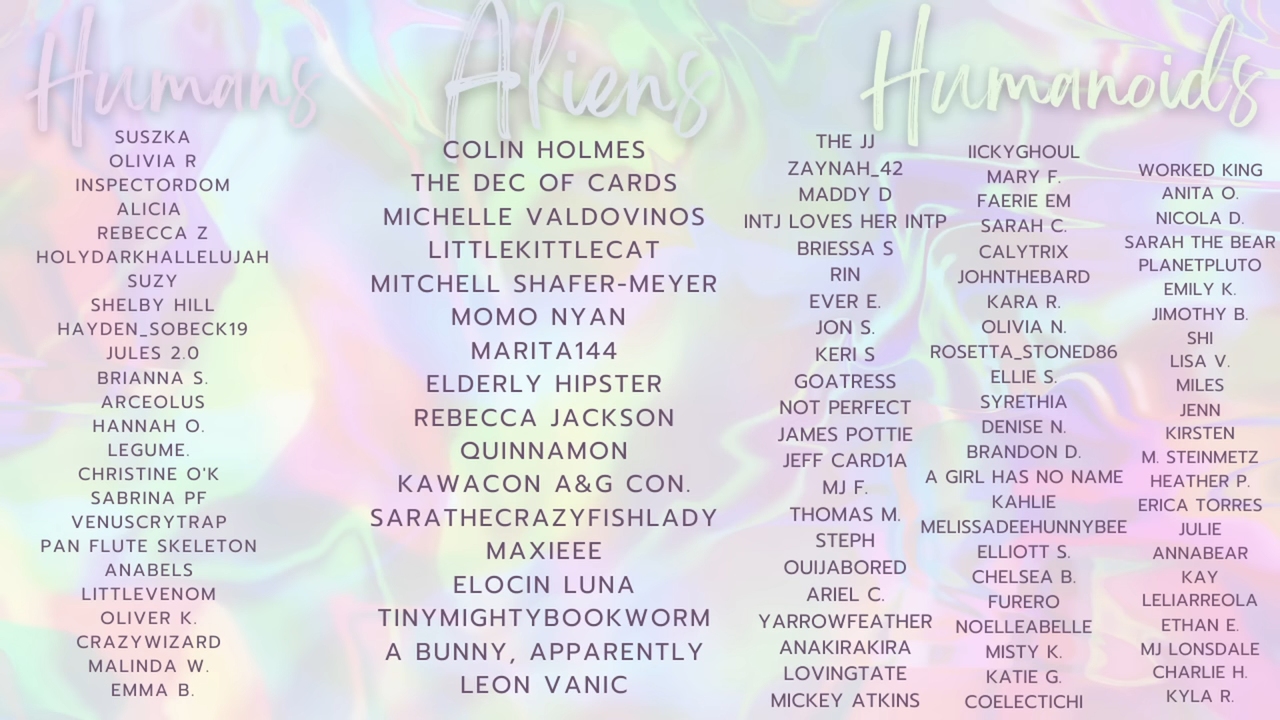 Humans
SUSZKA
OLIVIA R
INSPECTORDOM
ALICIA
REBECCA Z
HOLYDARKHALLELUJAH
SUZY
SHELBY HILL
HAYDEN_SOBECK19
JULES 2.0
BRIANNA S.
ARCEOLUS
HANNAH O.
LEGUME.
CHRISTINE O'K
SABRINA PF
VENUSCRYTRAP
PAN FLUTE SKELETON
ANABELS
LITTLEVENOM
OLIVER K.
CRAZYWIZARD
MALINDA W.
EMMA B.
Aliens
COLIN HOLMES
THE DEC OF CARDS
MICHELLE VALDOVINOS
LITTLEKITTLECAT
MITCHELL SHAFER-MEYER
MOMO NYAN
MARITA144
ELDERLY HIPSTER
REBECCA JACKSON
QUINNAMON
KAWACON A&G CON.
SARATHECRAZYFISHLADY
MAXIEEE
ELOCIN LUNA
TINYMIGHTYBOOKWORM
A BUNNY, APPARENTLY
LEON VANIC
Humanoids
THE JJ
ZAYNAH_42
MADDY D
INTJ LOVES HER INTP
BRIESSA S
RIN
EVER E.
JON S.
KERI S
GOATRESS
NOT PERFECT
JAMES POTTIE
JEFF CARD1A
MJ F.
THOMAS M.
STEPH
OUIJABORED
ARIEL C.
YARROWFEATHER
ANAKIRAKIRA
LOVINGTATE
MICKEY ATKINS
IICKYGHOUL
MARY F.
FAERIE EM
SARAH C.
CALYTRIX
JOHNTHEBARD
KARA R.
OLIVIA N.
ROSETTA_STONED86
ELLIE S.
SYRETHIA
DENISE N.
BRANDON D.
A GIRL HAS NO NAME
KAHLIE
MELISSADEEHUNNYBEE
ELLIOTT S.
CHELSEA B.
FURERO
NOELLEABELLE
MISTY K.
KATIE G.
COELECTICHI
WORKED KING
ANITA O.
NICOLA D.
SARAH THE BEAR
PLANETPLUTO
EMILY K.
JIMOTHY B.
SHI
LISA V.
MILES
JENN
KIRSTEN
M. STEINMETZ
HEATHER P.
ERICA TORRES
JULIE
ANNABEAR
KAY
LELIARREOLA
ETHAN E.
MJ LONSDALE
CHARLIE H.
KYLA R.